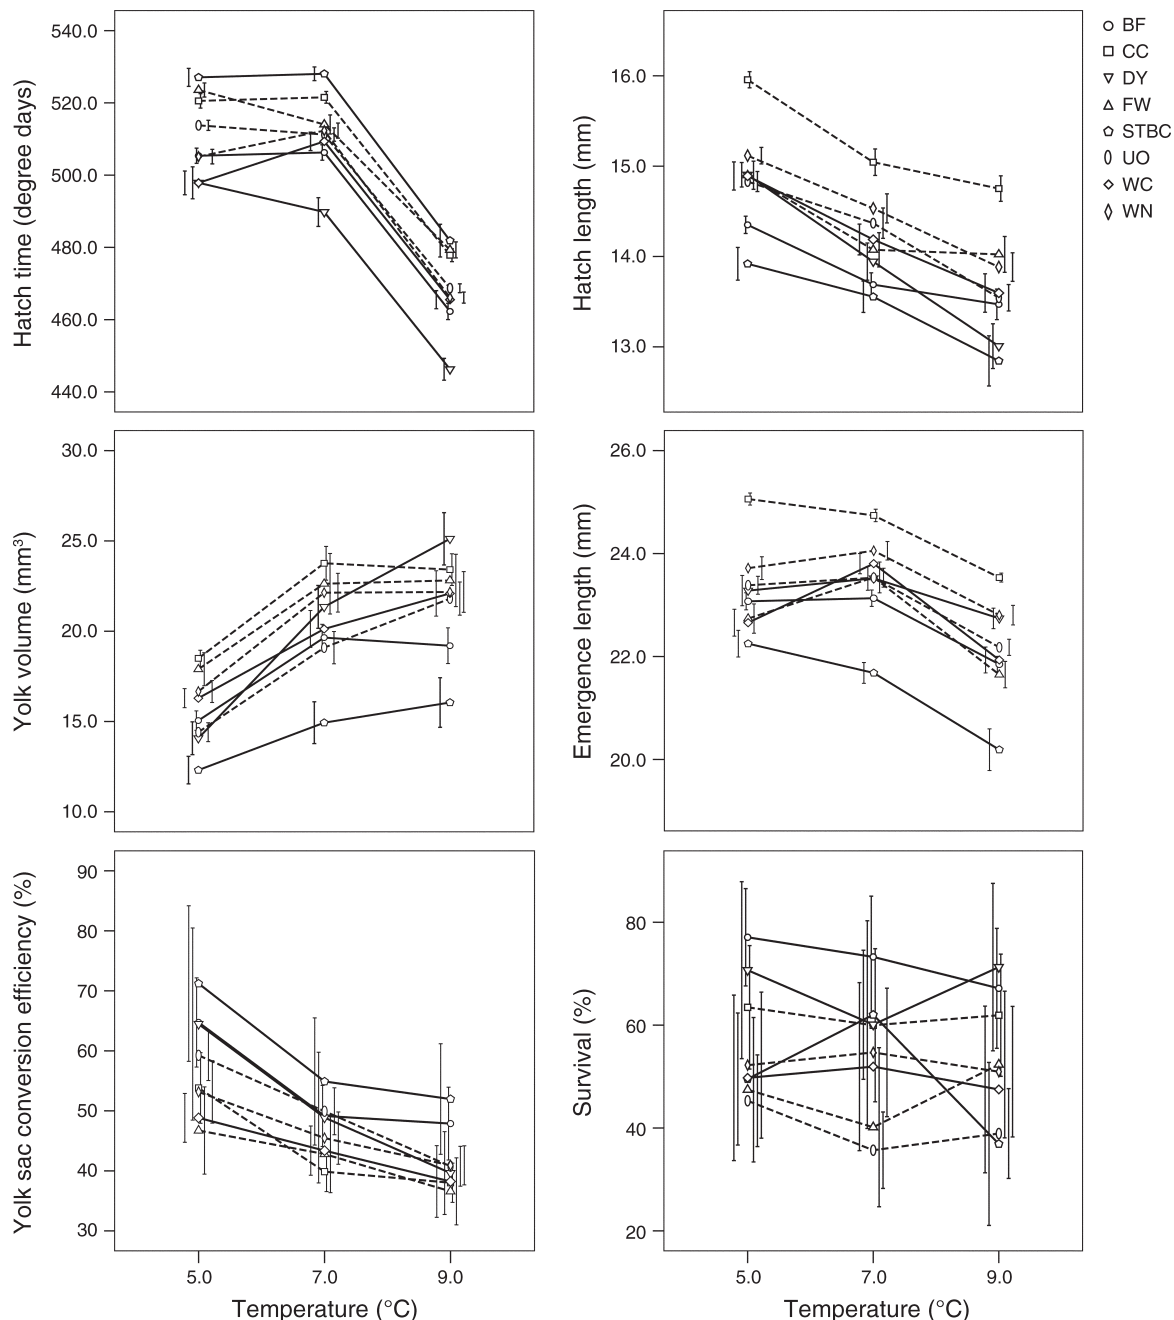 540.0
520.0
500.0
480.0
460.0
440.0
Hatch time (degree days)
16.0
15.0
14.0
13.0
Hatch length (mm)
BF
CC
DY
FW
STBC
UO
WC
WN
30.0
25.0
20.0
15.0
10.0
Yolk volume (mm³)
26.0
24.0
22.0
20.0
Emergence length (mm)
90
80
70
60
50
40
30
Yolk sac conversion efficiency (%)
5.0 7.0 9.0
Temperature (°C)
80
60
40
20
Survival (%)
5.0 7.0 9.0
Temperature (°C)